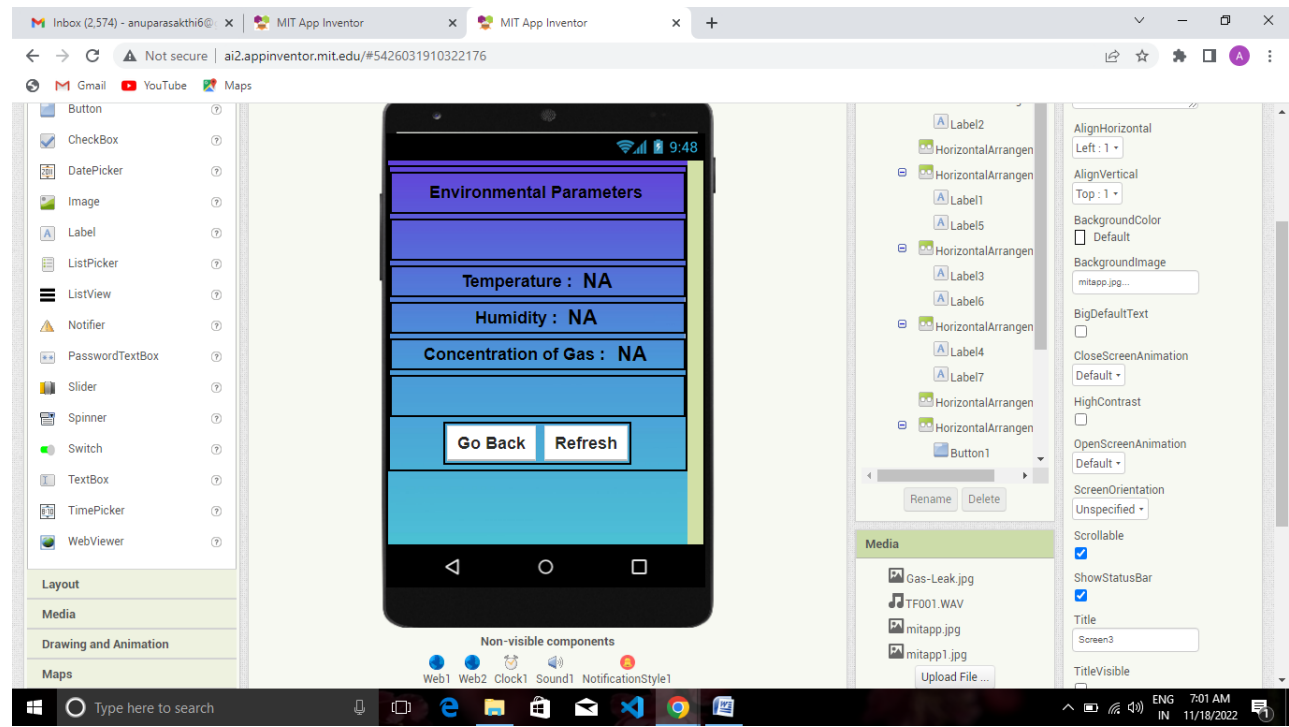 Inbox (2,574) - anuparasakthi6@
MIT App Inventor
MIT App Inventor
Not secure | ai2.appinventor.mit.edu/#5426031910322176
A
Gmail
YouTube
Maps
Button
CheckBox
DatePicker
Image
Label
ListPicker
ListView
Notifier
PasswordTextBox
Slider
Spinner
Switch
TextBox
TimePicker
WebViewer
Layout
Media
Drawing and Animation
Maps
9:48
Environmental Parameters
Temperature : NA
Humidity : NA
Concentration of Gas : NA
Go Back Refresh
Non-visible components
Web1 Web2 Clock1 Sound1 NotificationStyle1
Label2
HorizontalArrangen
HorizontalArrangen
Label1
Label5
HorizontalArrangen
Label3
Label6
HorizontalArrangen
Label4
Label7
HorizontalArrangen
HorizontalArrangen
Button1
Rename Delete
Media
Gas-Leak.jpg
TF001.WAV
mitapp.jpg
mitapp1.jpg
Upload File ...
AlignHorizontal
Left : 1
AlignVertical
Top : 1
BackgroundColor
Default
BackgroundImage
mitapp.jpg...
BigDefaultText
CloseScreenAnimation
Default
HighContrast
OpenScreenAnimation
Default
ScreenOrientation
Unspecified
Scrollable
ShowStatusBar
Title
Screen3
TitleVisible
Type here to search
ENG
IN
7:01 AM
11/18/2022
1